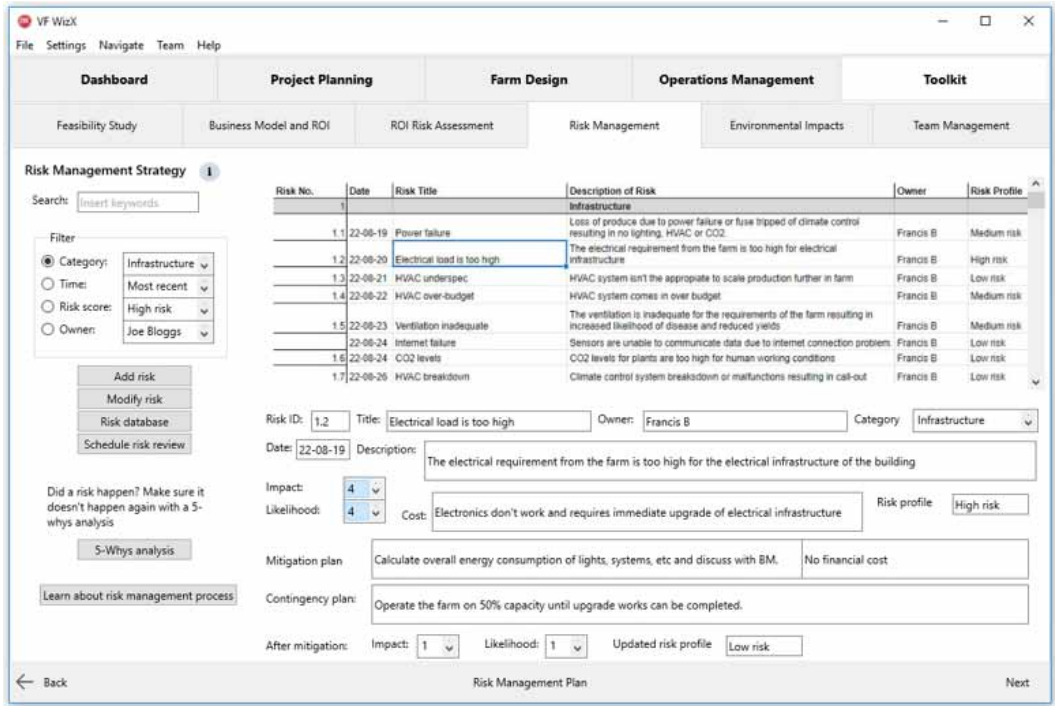 VF WizX
File Settings Navigate Team Help
Dashboard Project Planning Farm Design Operations Management Toolkit
Feasibility Study Business Model and ROI ROI Risk Assessment Risk Management Environmental Impacts Team Management
Risk Management Strategy i
Search: Insert keywords
Filter
Category: Infrastructure
Time: Most recent
Risk score: High risk
Owner: Joe Bloggs
Add risk
Modify risk
Risk database
Schedule risk review
Did a risk happen? Make sure it
doesn't happen again with a 5-
whys analysis
5-Whys analysis
Learn about risk management process
Risk No. Date Risk Title Description of Risk Owner Risk Profile
1 Infrastructure
Loss of produce due to power failure or fuse tripped of climate control
1.1 22-08-19 Power failure resulting in no lighting, HVAC or CO2. Francis B Medium risk
The electrical requirement from the farm is too high for electrical
1.2 22-08-20 Electrical load is too high infrastructure Francis B High risk
1.3 22-08-21 HVAC underspec HVAC system isn't the appropiate to scale production further in farm Francis B Low risk
1.4 22-08-22 HVAC over-budget HVAC system comes in over budget Francis B Medium risk
The ventilation is inadequate for the requirements of the farm resulting in
1.5 22-08-23 Ventilation inadequate increased likelihood of disease and reduced yields Francis B Medium risk
22-08-24 Internet failure Sensors are unable to communicate data due to internet connection problem Francis B Low risk
1.6 22-08-24 CO2 levels CO2 levels for plants are too high for human working conditions Francis B Low risk
1.7 22-08-26 HVAC breakdown Climate control system breaksdown or malfunctions resulting in call-out Francis B Low risk
Risk ID: 1.2 Title: Electrical load is too high Owner: Francis B Category Infrastructure
Date: 22-08-19 Description: The electrical requirement from the farm is too high for the electrical infrastructure of the building
Impact: 4
Likelihood: 4 Cost: Electronics don't work and requires immediate upgrade of electrical infrastructure Risk profile High risk
Mitigation plan Calculate overall energy consumption of lights, systems, etc and discuss with BM. No financial cost
Contingency plan: Operate the farm on 50% capacity until upgrade works can be completed.
After mitigation: Impact: 1 Likelihood: 1 Updated risk profile Low risk
Back Risk Management Plan Next